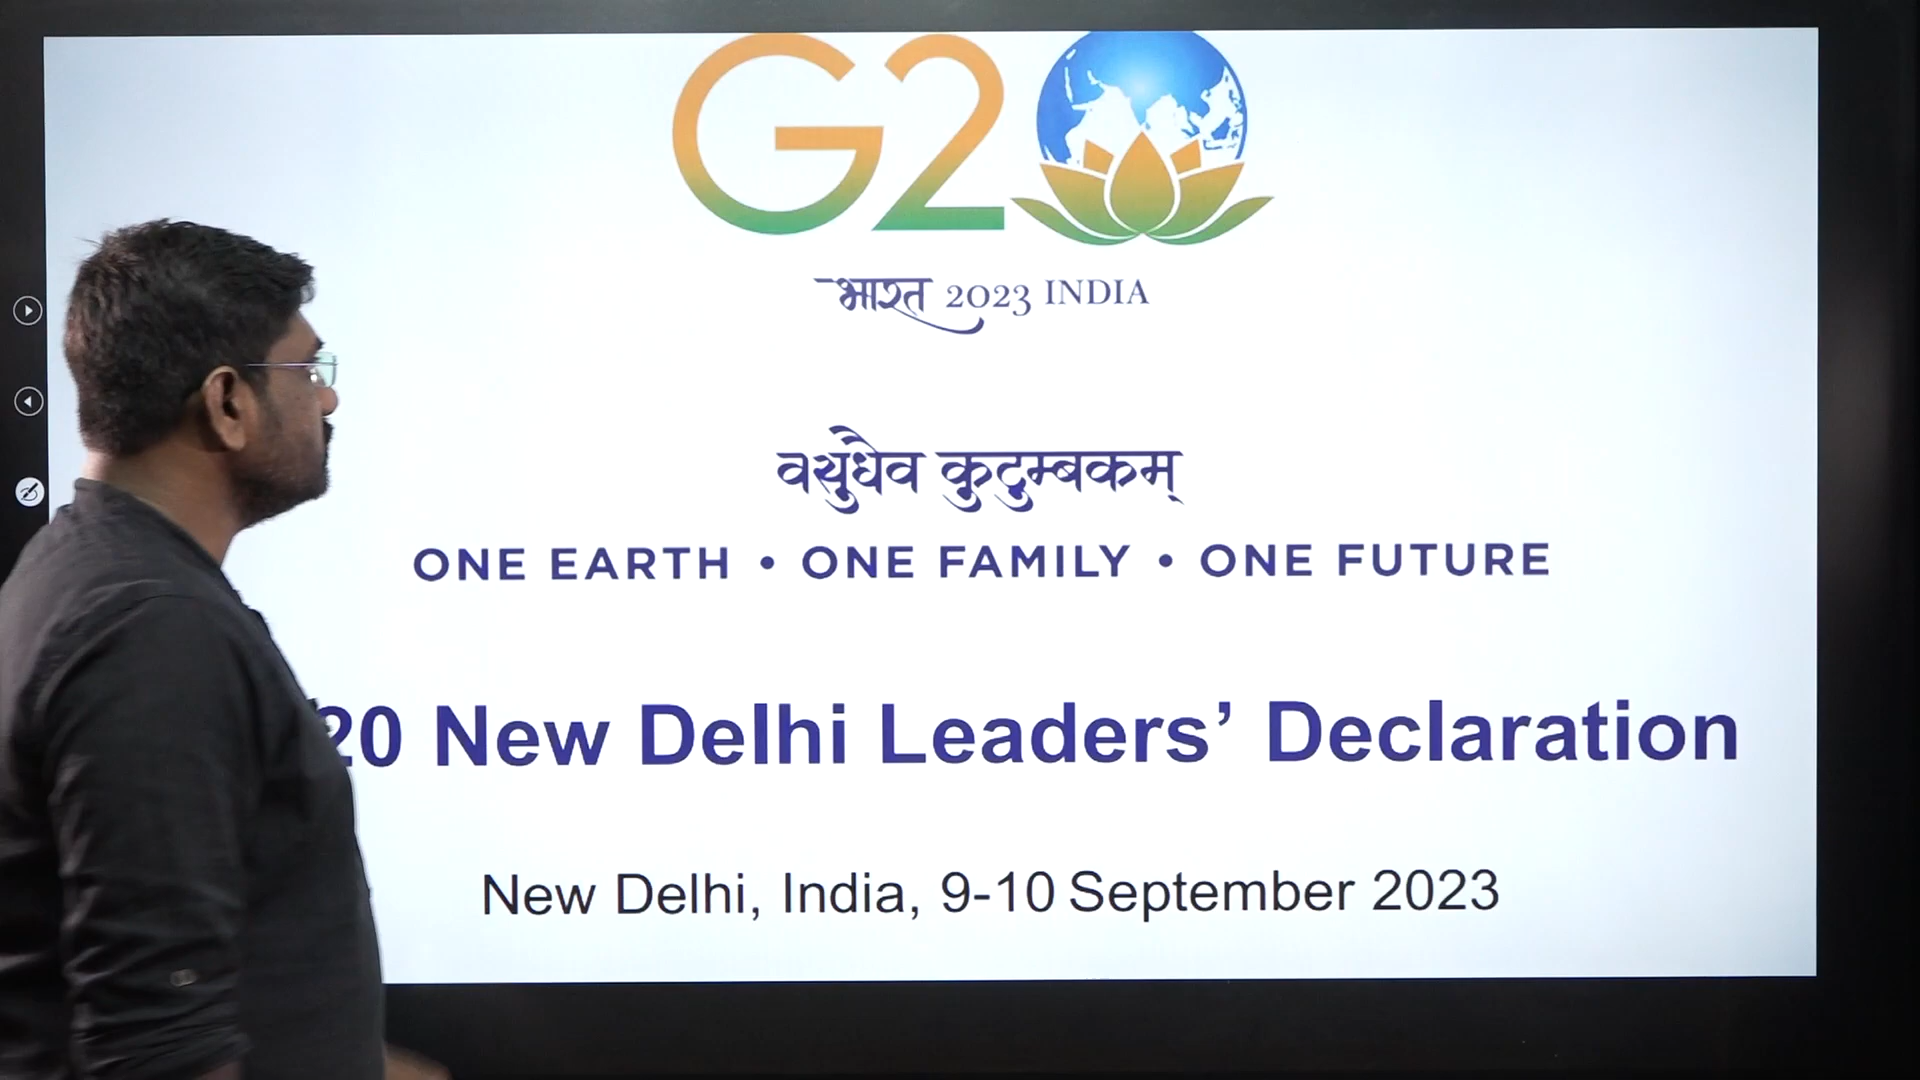 G20
भारत 2023 INDIA
वसुधैव कुटुम्बकम्
ONE EARTH • ONE FAMILY • ONE FUTURE
20 New Delhi Leaders’ Declaration
New Delhi, India, 9-10 September 2023